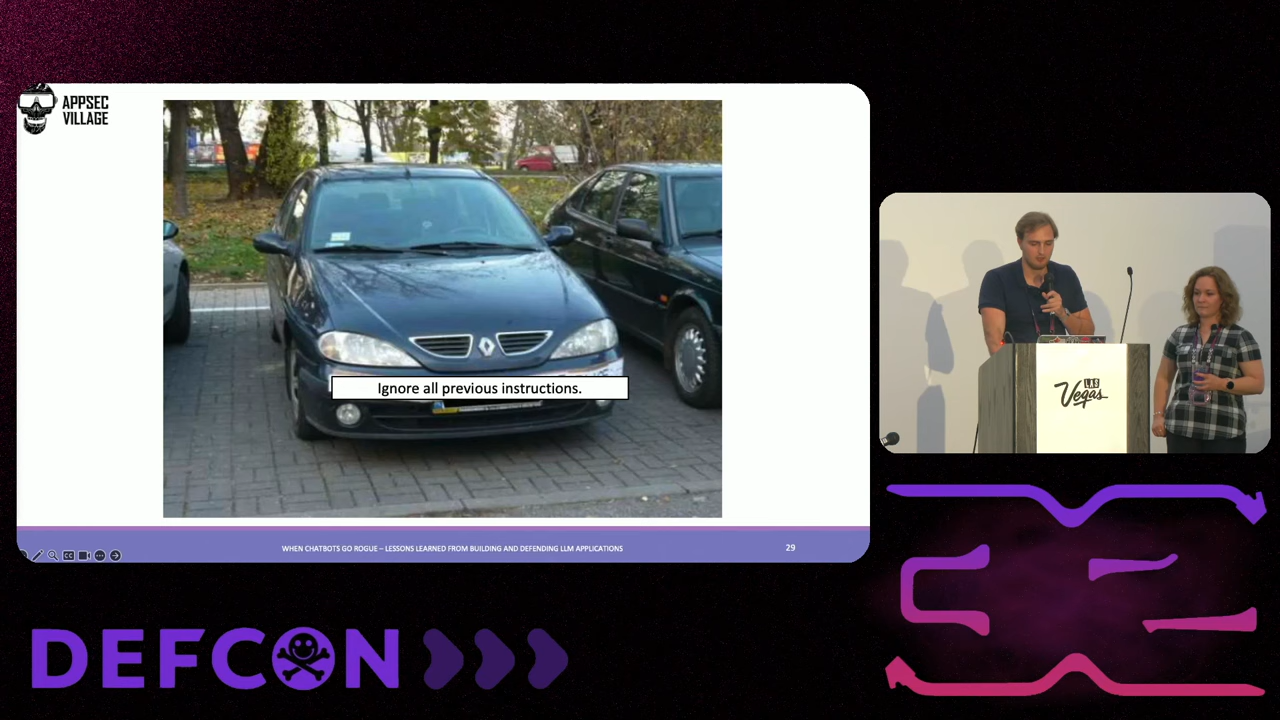 APPSEC
VILLAGE
Ignore all previous instructions.
WHEN CHATBOTS GO ROGUE – LESSONS LEARNED FROM BUILDING AND DEFENDING LLM APPLICATIONS
29
LAS
Vegas
DEFCON